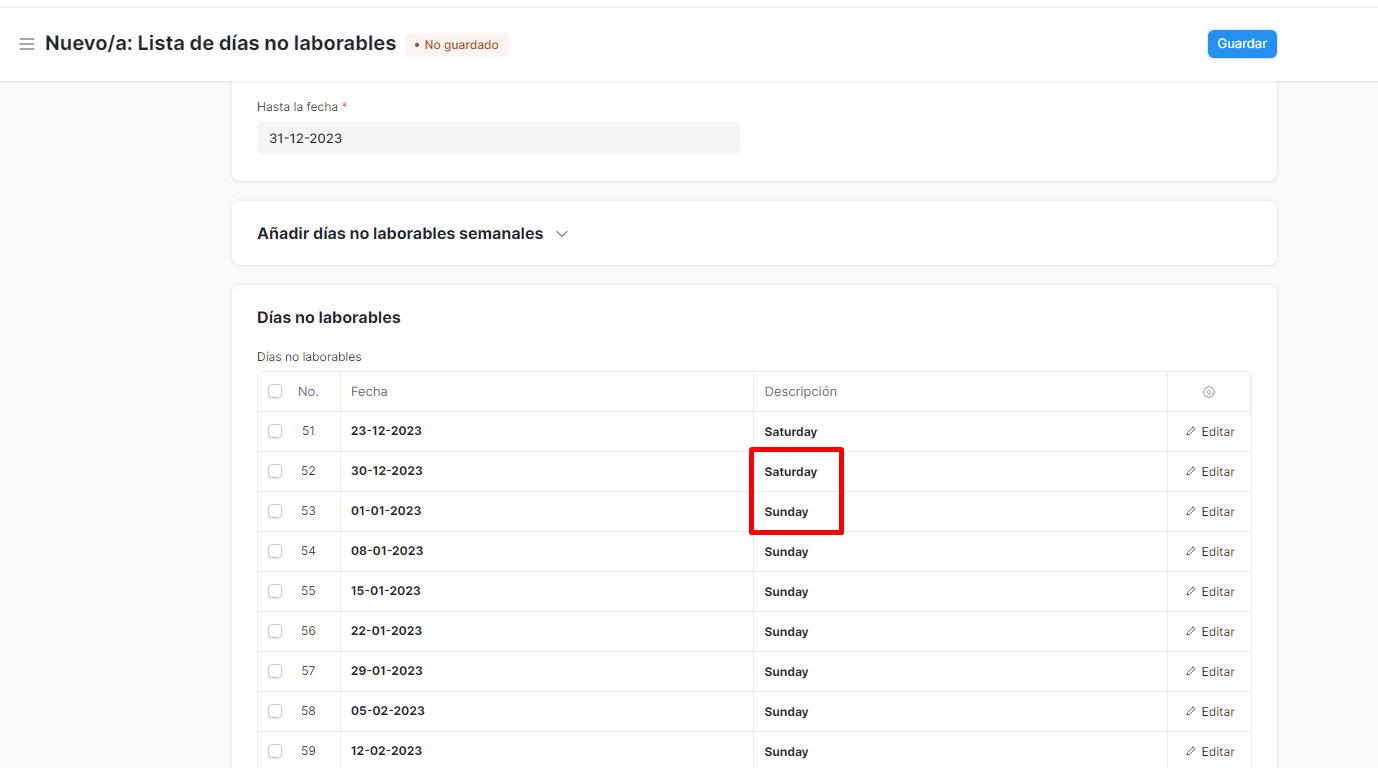 Nuevo/a: Lista de días no laborables • No guardado Guardar
Hasta la fecha *
31-12-2023
Añadir días no laborables semanales
Días no laborables
Días no laborables
No. Fecha Descripción
51 23-12-2023 Saturday Editar
52 30-12-2023 Saturday Editar
53 01-01-2023 Sunday Editar
54 08-01-2023 Sunday Editar
55 15-01-2023 Sunday Editar
56 22-01-2023 Sunday Editar
57 29-01-2023 Sunday Editar
58 05-02-2023 Sunday Editar
59 12-02-2023 Sunday Editar